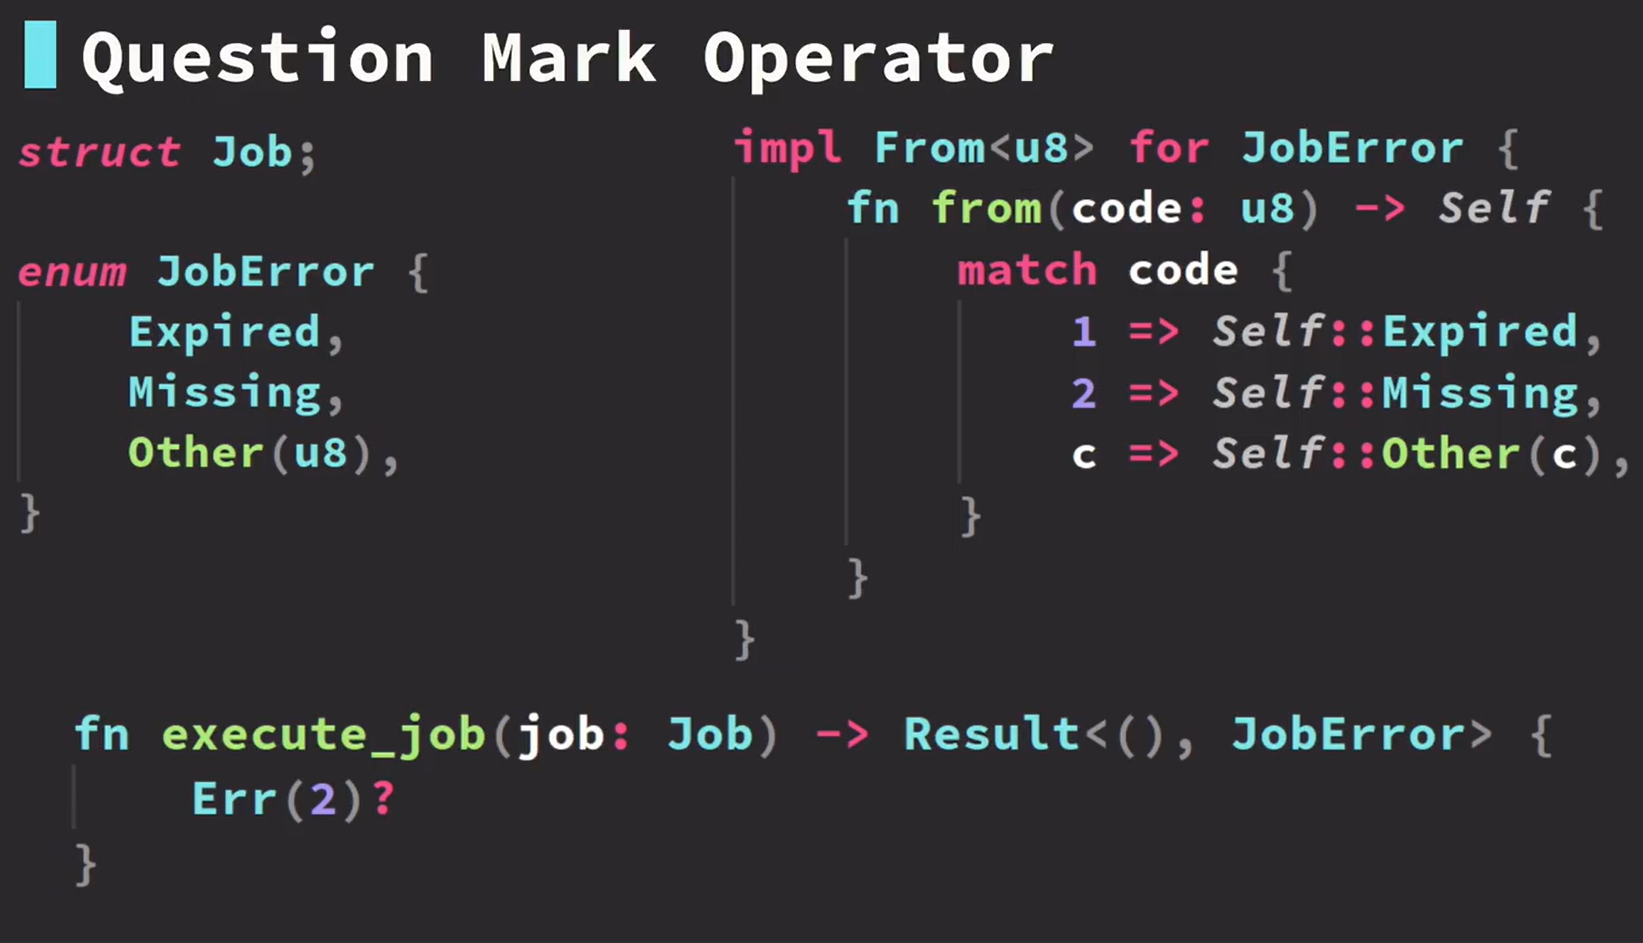 Question Mark Operator
struct Job;
enum JobError {
    Expired,
    Missing,
    Other(u8),
}
impl From<u8> for JobError {
    fn from(code: u8) -> Self {
        match code {
            1 => Self::Expired,
            2 => Self::Missing,
            c => Self::Other(c),
        }
    }
}
fn execute_job(job: Job) -> Result<(), JobError> {
    Err(2)?
}